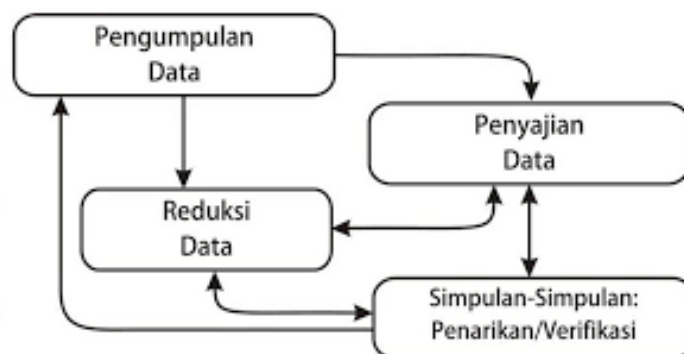 Pengumpulan
Data
Penyajian
Data
Reduksi
Data
Simpulan-Simpulan:
Penarikan/Verifikasi